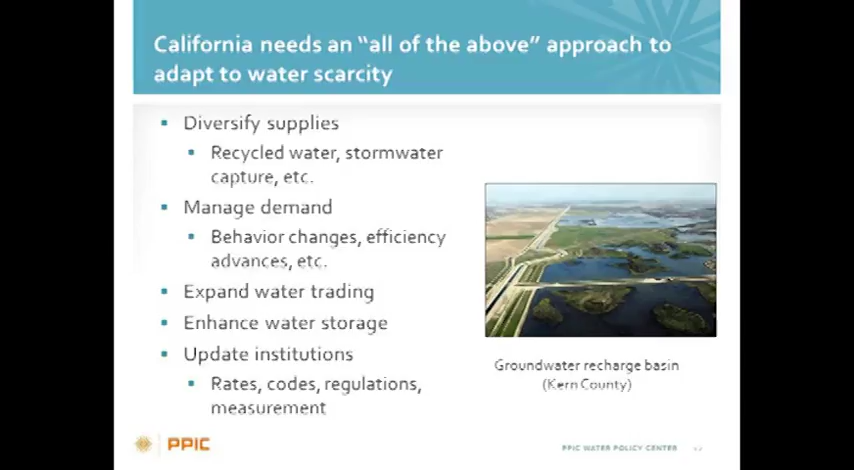 California needs an “all of the above” approach to
adapt to water scarcity
▪ Diversify supplies
▪ Recycled water, stormwater
capture, etc.
▪ Manage demand
▪ Behavior changes, efficiency
advances, etc.
▪ Expand water trading
▪ Enhance water storage
▪ Update institutions
▪ Rates, codes, regulations,
measurement
Groundwater recharge basin
(Kern County)
PPIC
PPIC WATER POLICY CENTER